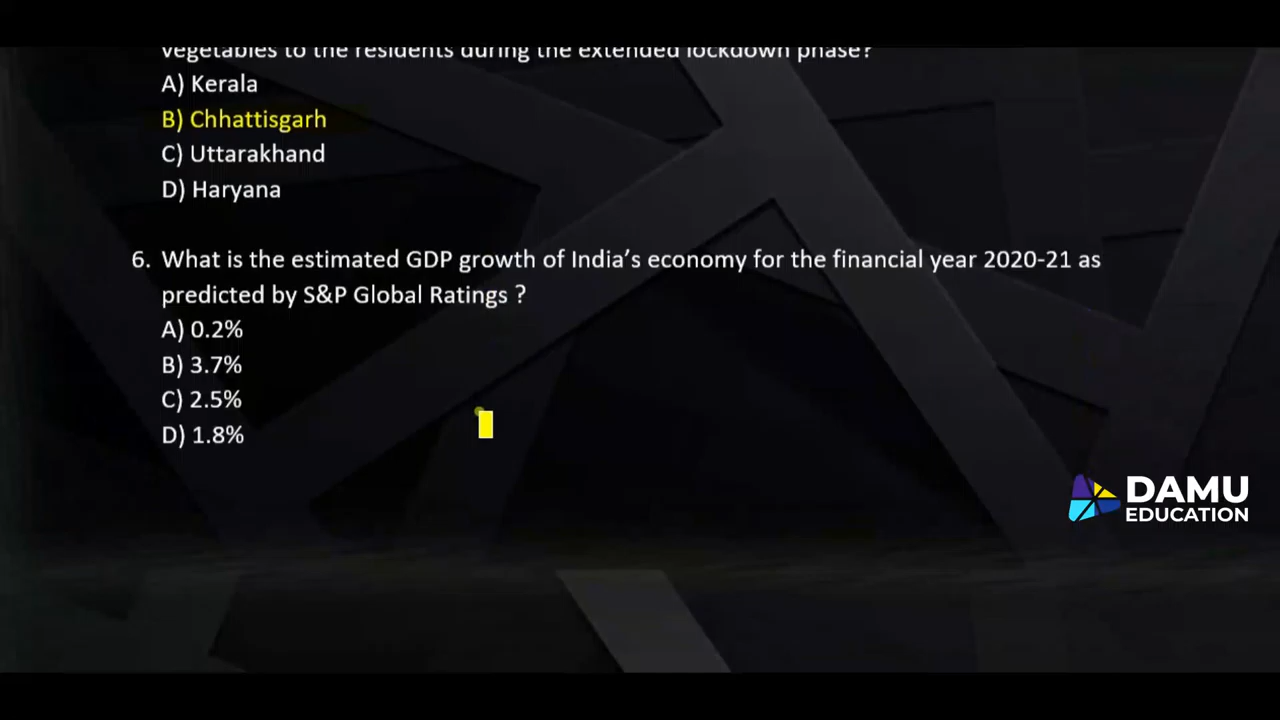 vegetables to the residents during the extended lockdown phase?
A) Kerala
B) Chhattisgarh
C) Uttarakhand
D) Haryana
6. What is the estimated GDP growth of India’s economy for the financial year 2020-21 as
predicted by S&P Global Ratings ?
A) 0.2%
B) 3.7%
C) 2.5%
D) 1.8%
DAMU
EDUCATION